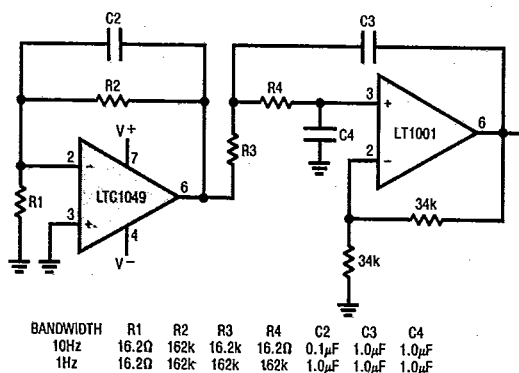 C2
C3
R2
R4
V+
3
+
6
LT1001
2
−
7
2
−
6
LTC1049
R3
C4
R1
3
+
4
V−
34k
34k
BANDWIDTH R1 R2 R3 R4 C2 C3 C4
10Hz 16.2Ω 162k 16.2k 16.2Ω 0.1µF 1.0µF 1.0µF
1Hz 16.2Ω 162k 162k 162k 1.0µF 1.0µF 1.0µF